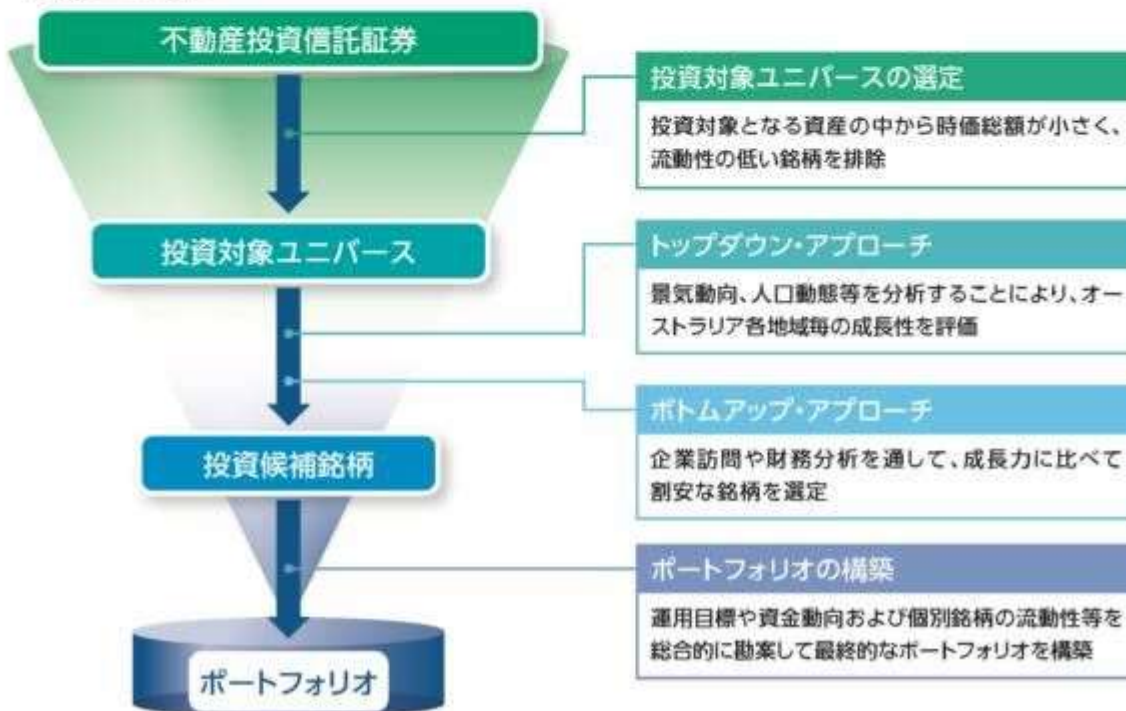 不動産投資信託証券
投資対象ユニバースの選定
投資対象となる資産の中から時価総額が小さく、
流動性の低い銘柄を排除
投資対象ユニバース
トップダウン・アプローチ
景気動向、人口動態等を分析することにより、オー
ストラリア各地域毎の成長性を評価
ボトムアップ・アプローチ
企業訪問や財務分析を通して、成長力に比べて
割安な銘柄を選定
投資候補銘柄
ポートフォリオの構築
運用目標や資金動向および個別銘柄の流動性等を
総合的に勘案して最終的なポートフォリオを構築
ポートフォリオ